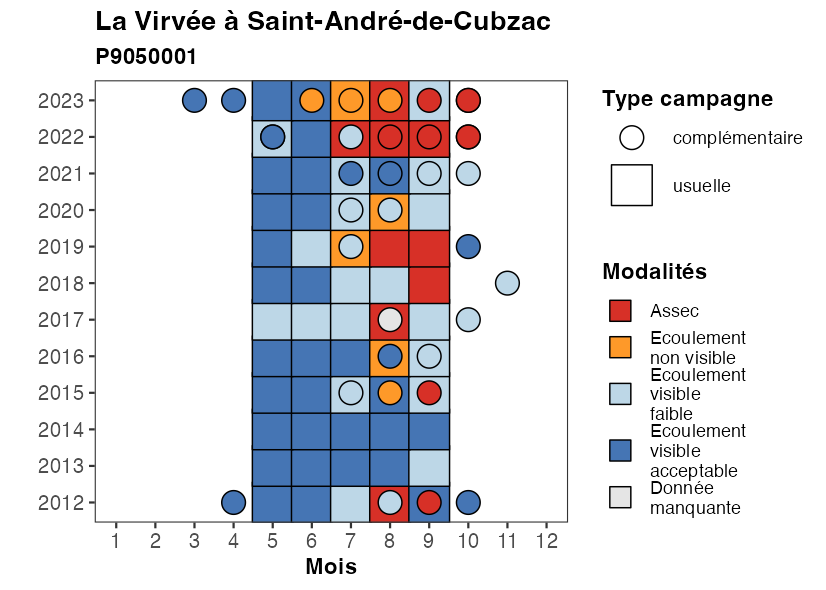 La Virvée à Saint-André-de-Cubzac
P9050001
2023
2022
2021
2020
2019
2018
2017
2016
2015
2014
2013
2012
1 2 3 4 5 6 7 8 9 10 11 12
Mois
Type campagne
complémentaire
usuelle
Modalités
Assec
Ecoulement
non visible
Ecoulement
visible
faible
Ecoulement
visible
acceptable
Donnée
manquante